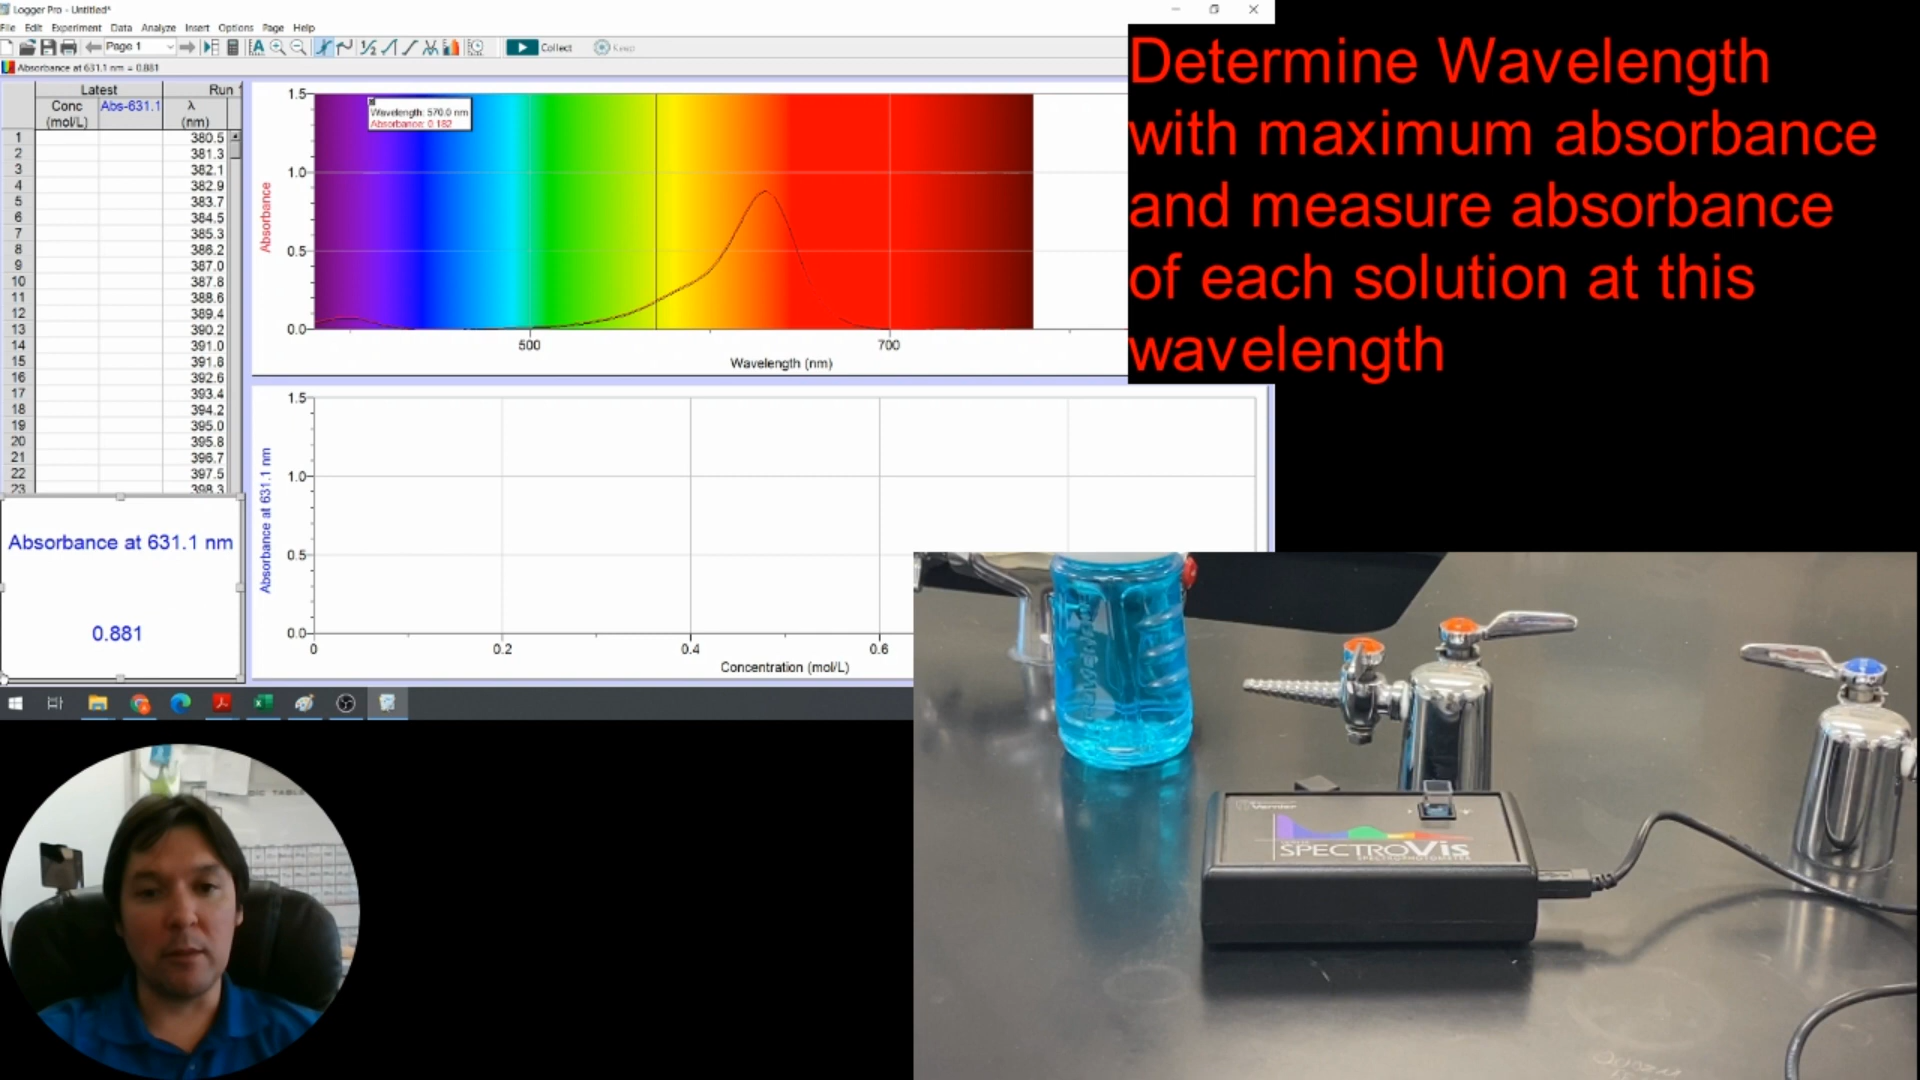 Logger Pro - Untitled*
File Edit Experiment Data Analyze Insert Options Page Help
Page 1
Collect
Keep
Absorbance at 631.1 nm = 0.881
Latest
Run
Conc Abs-631.1 λ
(mol/L) (nm)
1 380.5
2 381.3
3 382.1
4 382.9
5 383.7
6 384.5
7 385.3
8 386.2
9 387.0
10 387.8
11 388.6
12 389.4
13 390.2
14 391.0
15 391.8
16 392.6
17 393.4
18 394.2
19 395.0
20 395.8
21 396.7
22 397.5
23 398.3
Absorbance at 631.1 nm
0.881
Wavelength: 570.0 nm
Absorbance: 0.182
1.5
1.0
0.5
0.0
Absorbance
500 700
Wavelength (nm)
1.5
1.0
0.5
0.0
Absorbance at 631.1 nm
0 0.2 0.4 0.6
Concentration (mol/L)
Determine Wavelength
with maximum absorbance
and measure absorbance
of each solution at this
wavelength
Vernier
SPECTROVIS
SPECTROPHOTOMETER